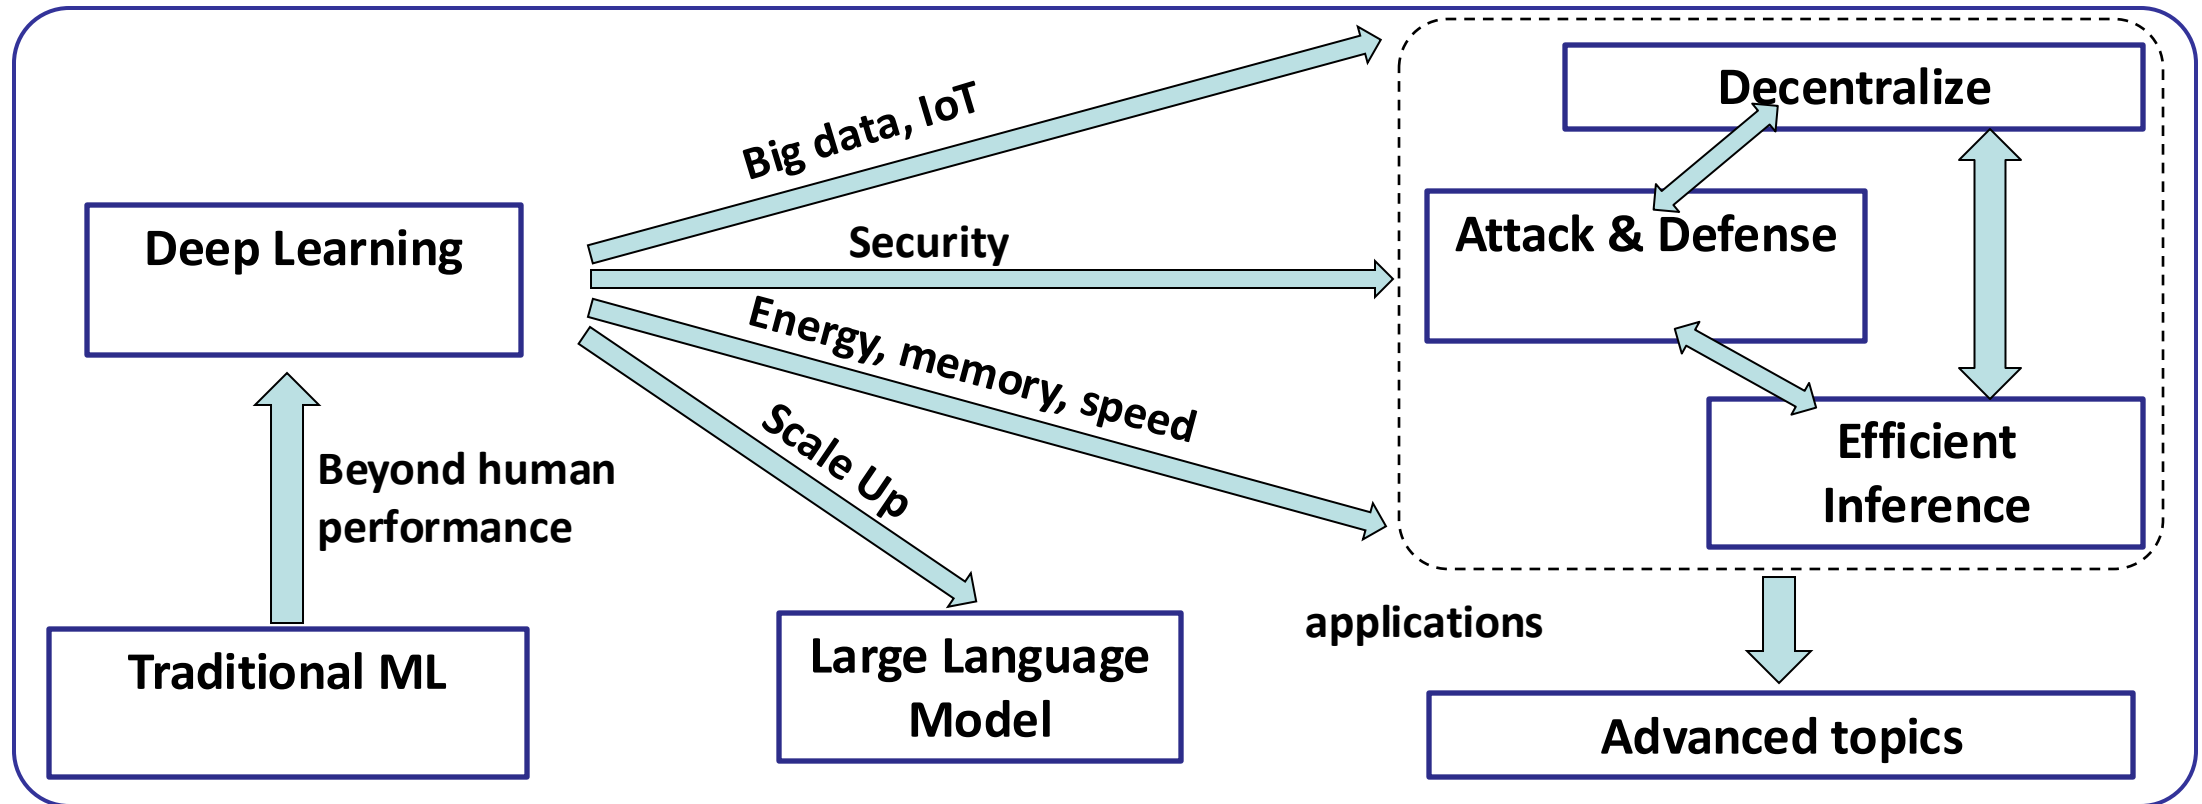 Big data, IoT
Decentralize
Deep Learning
Security
Attack & Defense
Energy, memory, speed
Scale Up
Beyond human
performance
Efficient
Inference
Traditional ML
Large Language
Model
applications
Advanced topics